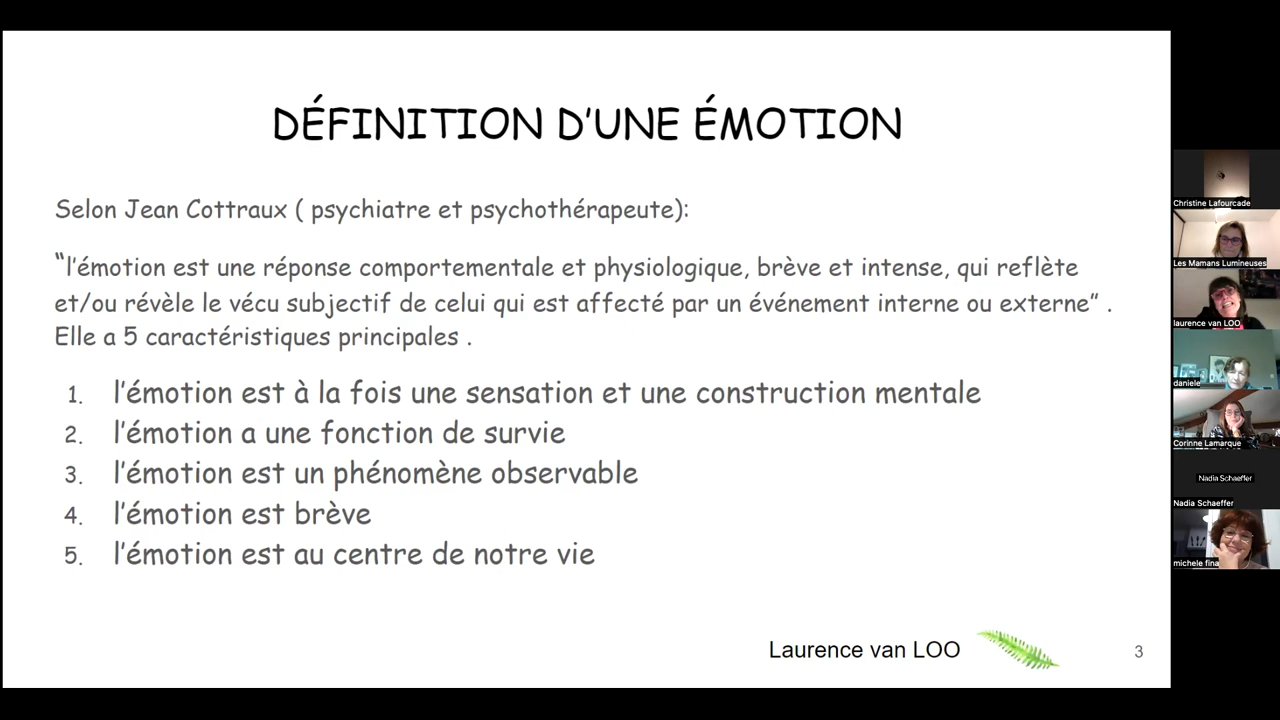 DÉFINITION D'UNE ÉMOTION
Selon Jean Cottraux ( psychiatre et psychothérapeute):
“l'émotion est une réponse comportementale et physiologique, brève et intense, qui reflète
et/ou révèle le vécu subjectif de celui qui est affecté par un événement interne ou externe” .
Elle a 5 caractéristiques principales .
1. l'émotion est à la fois une sensation et une construction mentale
2. l'émotion a une fonction de survie
3. l'émotion est un phénomène observable
4. l'émotion est brève
5. l'émotion est au centre de notre vie
Laurence van LOO
3
Christine Lafourcade
Les Mamans Lumineuses
laurence van LOO
daniele
Corinne Lamarque
Nadia Schaeffer
Nadia Schaeffer
michele fina